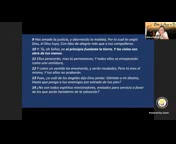 9 Has amado la justicia, y aborrecido la maldad, Por lo cual te ungió
Dios, el Dios tuyo, Con óleo de alegría más que a tus compañeros.
10 Y: Tú, oh Señor, en el principio fundaste la tierra, Y los cielos son
obra de tus manos.
11 Ellos perecerán, mas tú permaneces; Y todos ellos se envejecerán
como una vestidura,
12 Y como un vestido los envolverás, y serán mudados; Pero tú eres el
mismo, Y tus años no acabarán.
13 Pues, ¿a cuál de los ángeles dijo Dios jamás: Siéntate a mi diestra,
Hasta que ponga a tus enemigos por estrado de tus pies?
14 ¿No son todos espíritus ministradores, enviados para servicio a favor
de los que serán herederos de la salvación?